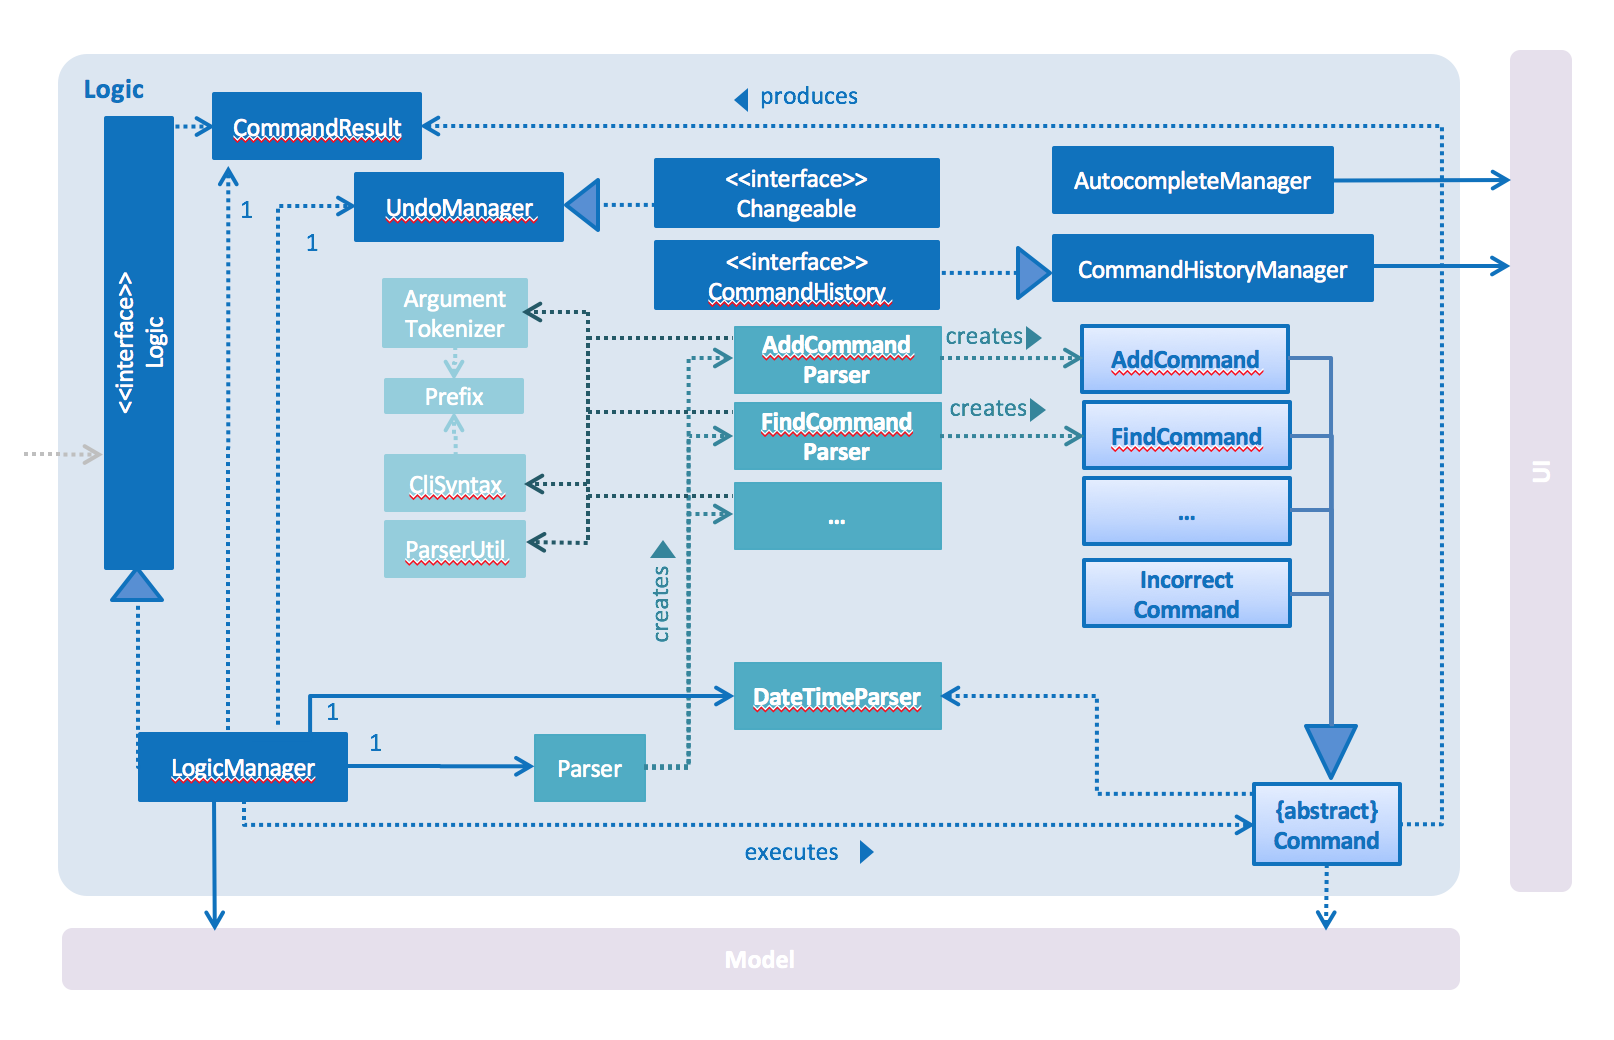 Logic
produces
CommandResult
<<interface>>
Logic
<<interface>>
Changeable
AutocompleteManager
UndoManager
1
1
<<interface>>
CommandHistory
CommandHistoryManager
Argument
Tokenizer
Prefix
CliSyntax
ParserUtil
AddCommand
Parser
creates
AddCommand
FindCommand
Parser
creates
FindCommand
...
...
Incorrect
Command
creates
UI
DateTimeParser
1
1
LogicManager
Parser
{abstract}
Command
executes
Model